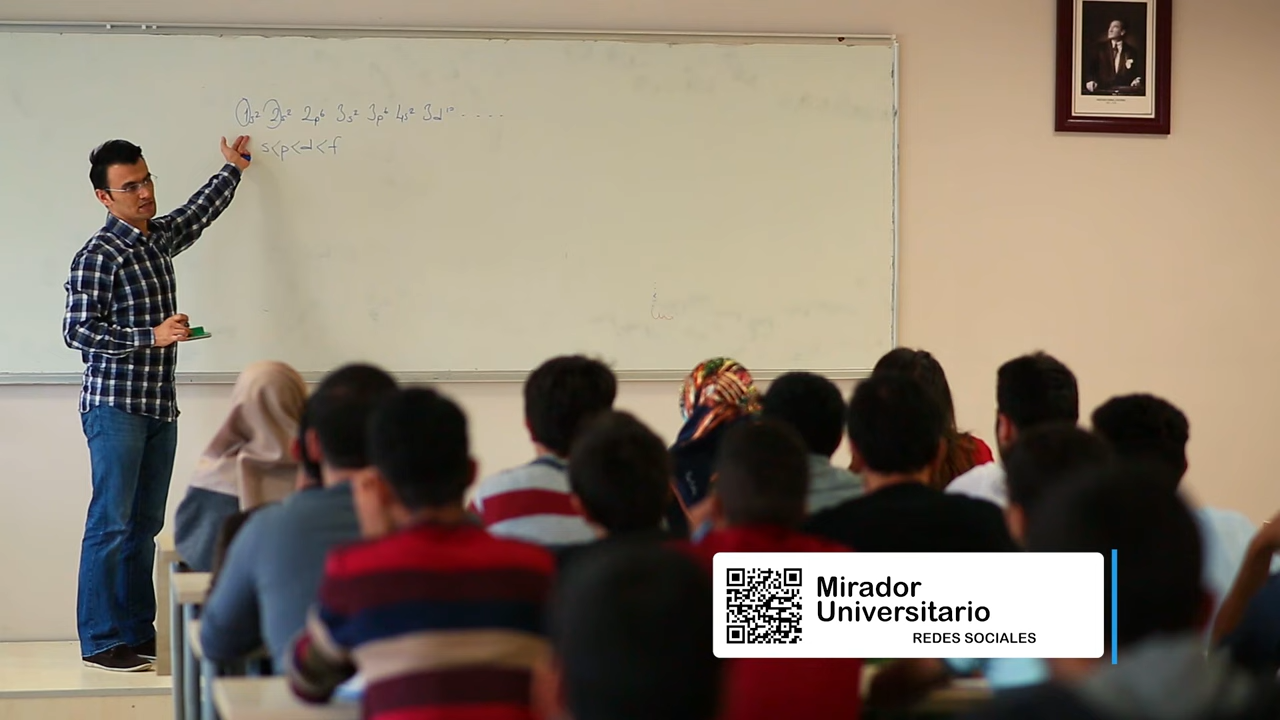 1s² 2s² 2p⁶ 3s² 3p⁶ 4s² 3d¹⁰ ....
s<p<d<f
Mirador
Universitario
REDES SOCIALES